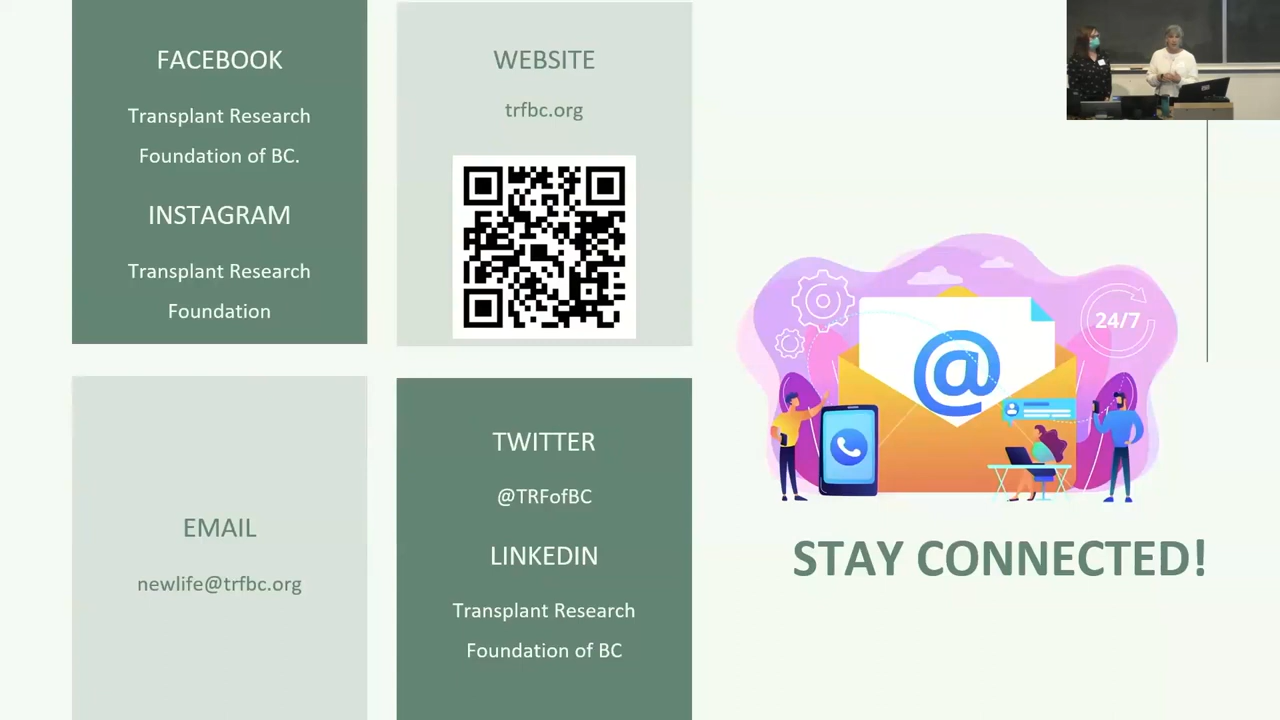 FACEBOOK
Transplant Research
Foundation of BC.
INSTAGRAM
Transplant Research
Foundation
WEBSITE
trfbc.org
EMAIL
newlife@trfbc.org
TWITTER
@TRFofBC
LINKEDIN
Transplant Research
Foundation of BC
@
24/7
STAY CONNECTED!